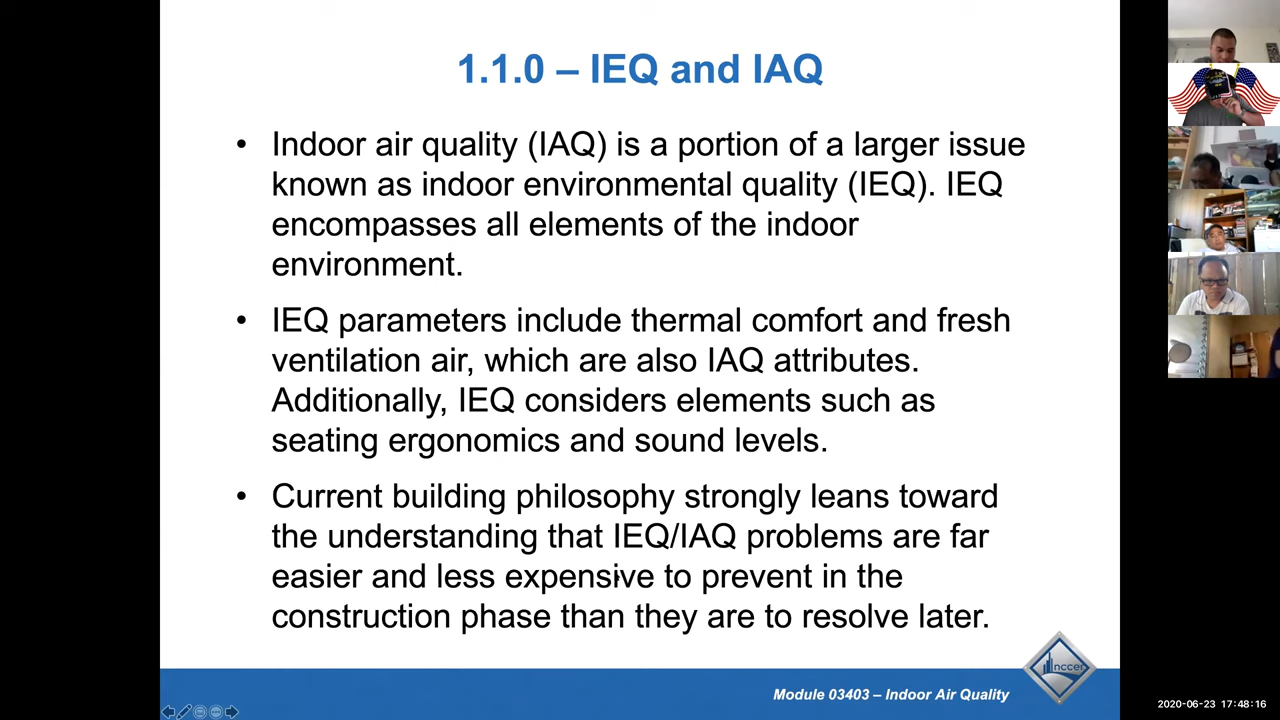 1.1.0 – IEQ and IAQ
• Indoor air quality (IAQ) is a portion of a larger issue
known as indoor environmental quality (IEQ). IEQ
encompasses all elements of the indoor
environment.
• IEQ parameters include thermal comfort and fresh
ventilation air, which are also IAQ attributes.
Additionally, IEQ considers elements such as
seating ergonomics and sound levels.
• Current building philosophy strongly leans toward
the understanding that IEQ/IAQ problems are far
easier and less expensive to prevent in the
construction phase than they are to resolve later.
nccer
Module 03403 – Indoor Air Quality
2020-06-23 17:48:16